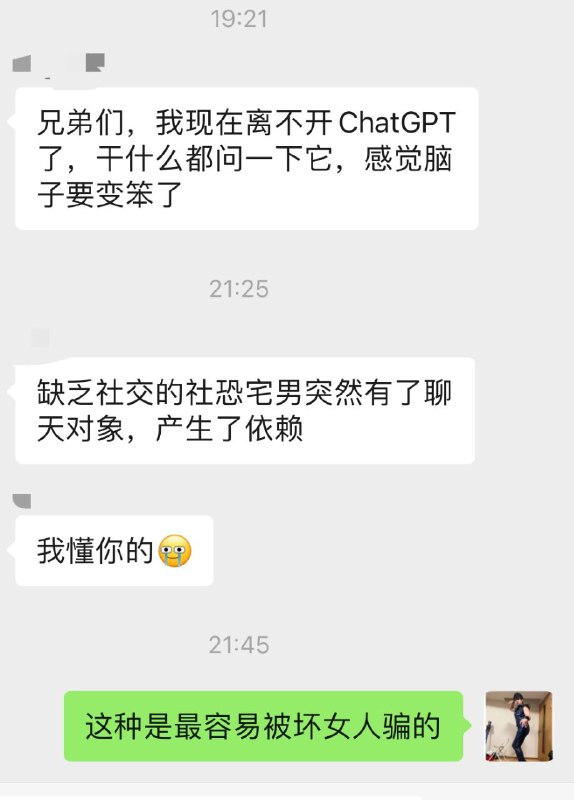 19:21
兄弟们，我现在离不开ChatGPT
了，干什么都问一下它，感觉脑
子要变笨了
21:25
缺乏社交的社恐宅男突然有了聊
天对象，产生了依赖
我懂你的😭
21:45
这种是最容易被坏女人骗的